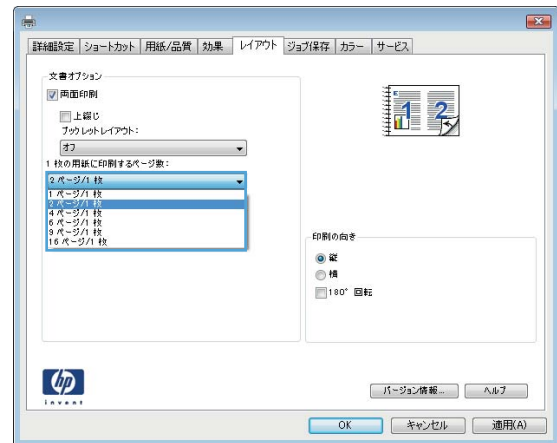 詳細設定 ショートカット 用紙/品質 効果 レイアウト ジョブ保存 カラー サービス
文書オプション
両面印刷
上綴じ
ブックレットレイアウト:
オフ
1 枚の用紙に印刷するページ数:
2 ページ/1 枚
1 ページ/1 枚
2 ページ/1 枚
4 ページ/1 枚
6 ページ/1 枚
9 ページ/1 枚
16 ページ/1 枚
1 2
印刷の向き
縦
横
180° 回転
hp
invent
バージョン情報... ヘルプ
OK キャンセル 適用(A)